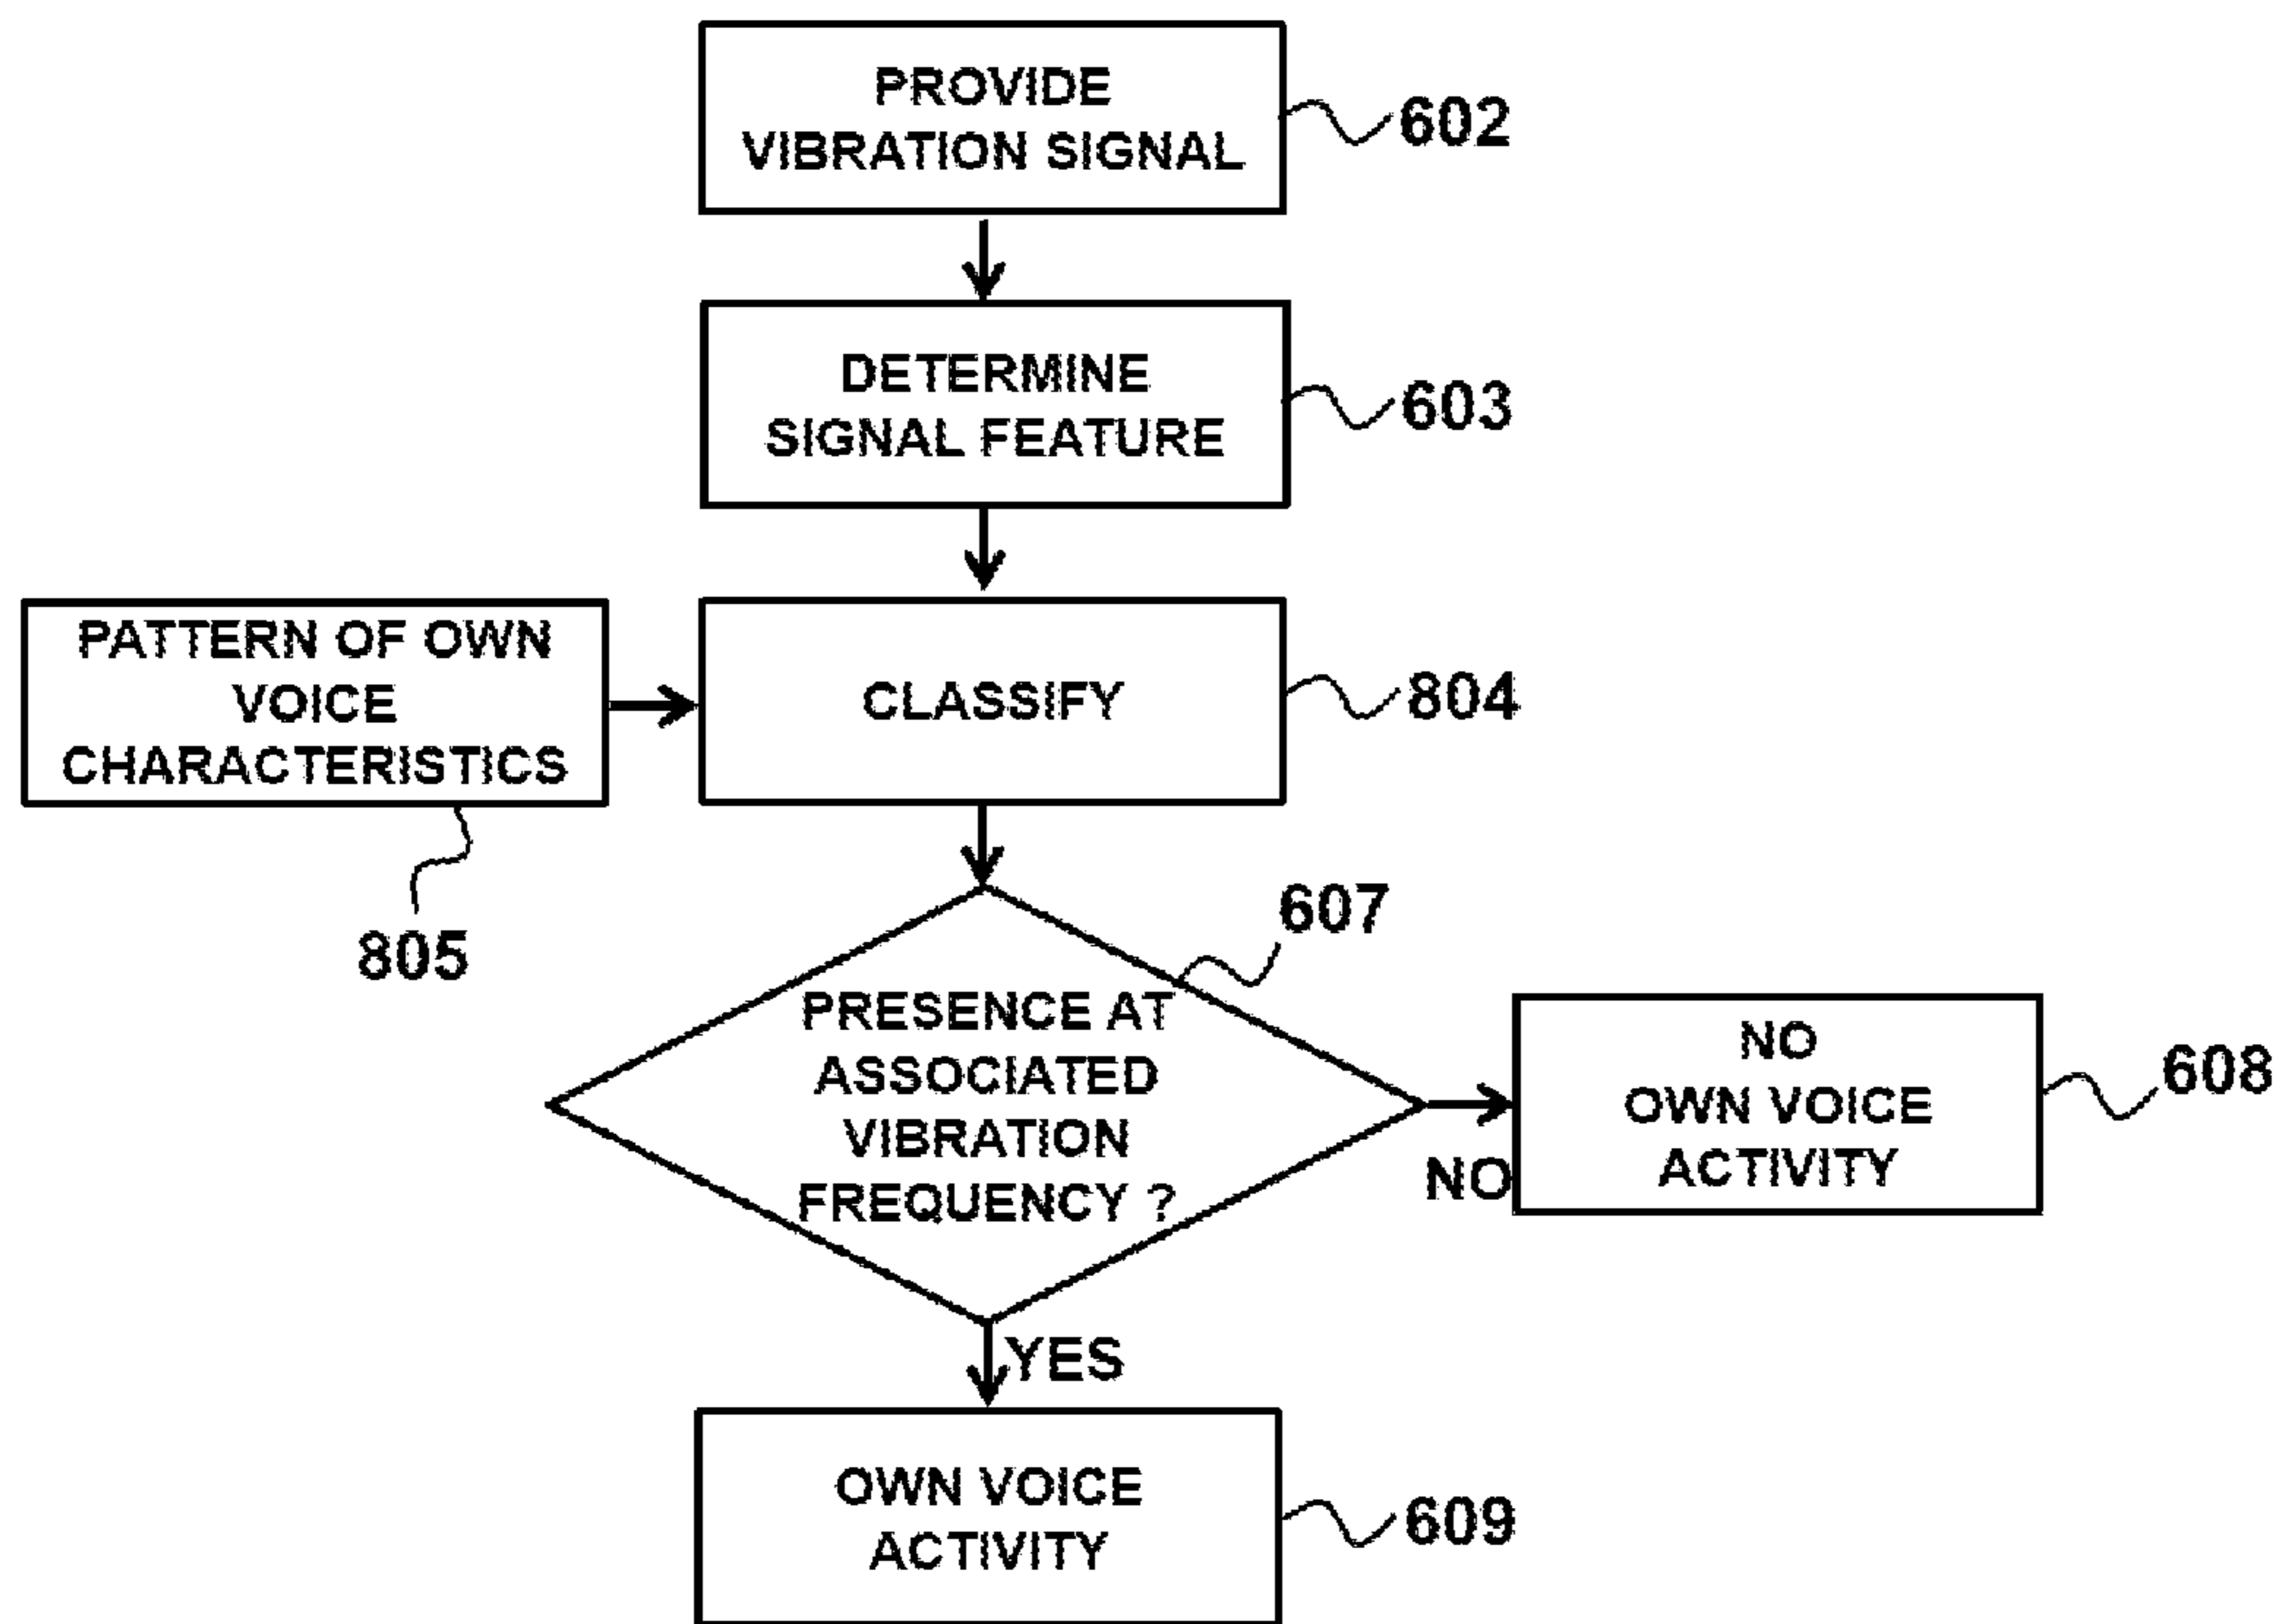 PROVIDE
VIBRATION SIGNAL
602
DETERMINE
SIGNAL FEATURE
603
PATTERN OF OWN
VOICE
CHARACTERISTICS
805
CLASSIFY
804
607
PRESENCE AT
ASSOCIATED
VIBRATION
FREQUENCY ?
NO
NO
OWN VOICE
ACTIVITY
608
YES
OWN VOICE
ACTIVITY
609